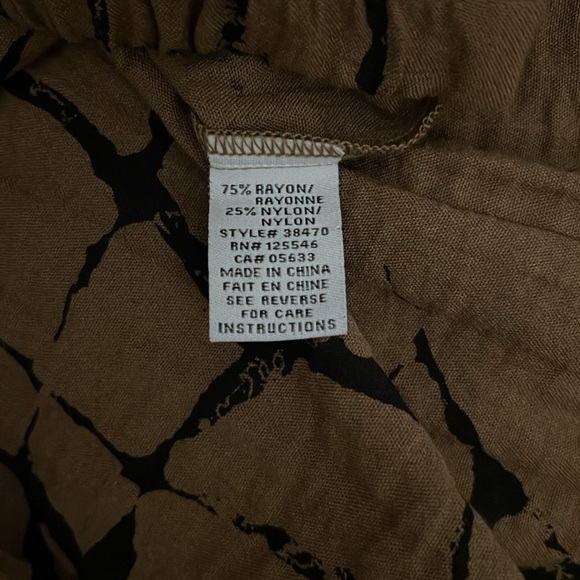 75% RAYON/
RAYONNE
25% NYLON/
NYLON
STYLE# 38470
RN# 125546
CA# 05633
MADE IN CHINA
FAIT EN CHINE
SEE REVERSE
FOR CARE
INSTRUCTIONS